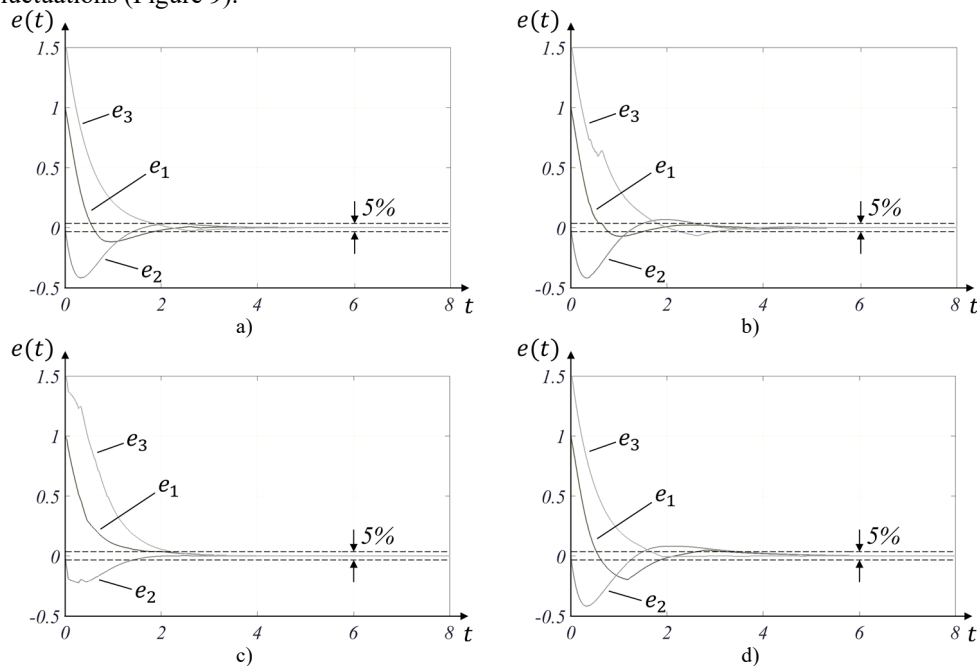 fluctuations (Figure 9).
e(t) e(t)
1.5 1.5
e₃ e₃
1 1
e₁ e₁
0.5 0.5
5% 5%
0 0
e₂ e₂
-0.5 -0.5
0 2 4 6 8 t 0 2 4 6 8 t
a) b)
e(t) e(t)
1.5 1.5
e₃ e₃
1 1
e₁ e₁
0.5 0.5
5% 5%
0 0
e₂ e₂
-0.5 -0.5
0 2 4 6 8 t 0 2 4 6 8 t
c) d)